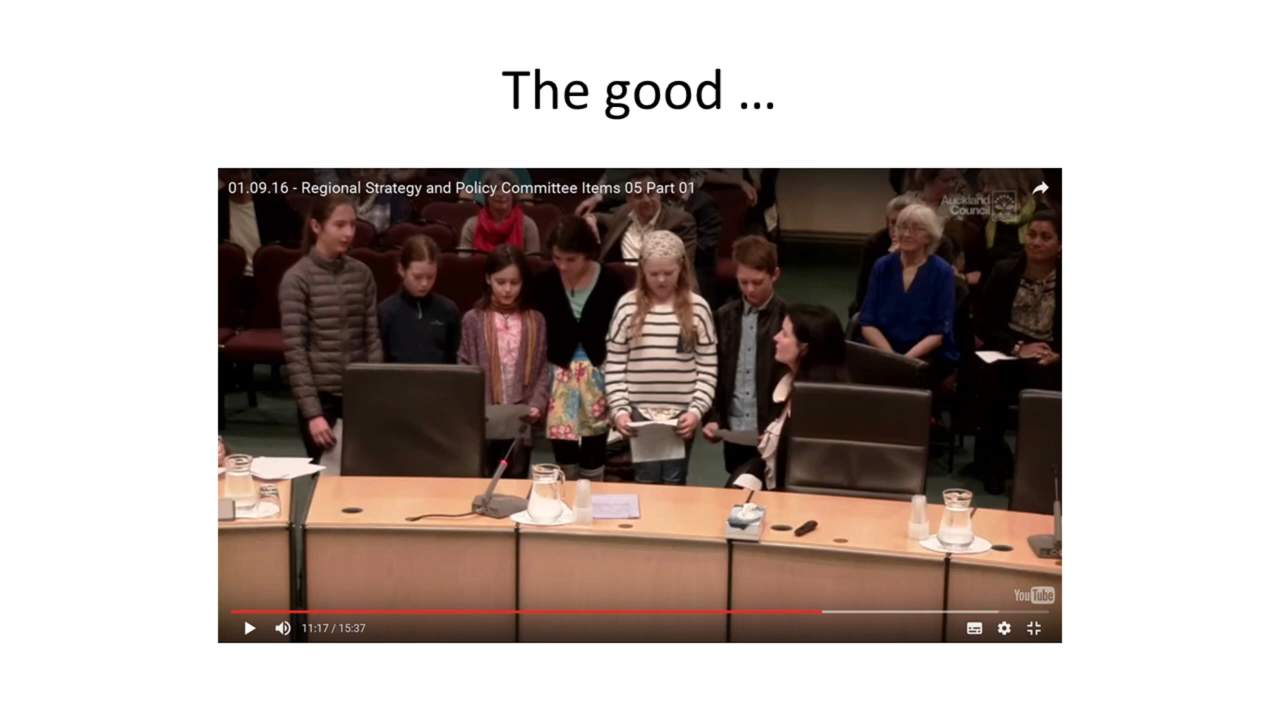 The good ...
01.09.16 - Regional Strategy and Policy Committee Items 05 Part 01
Auckland
Council
YouTube
11:17 / 15:37